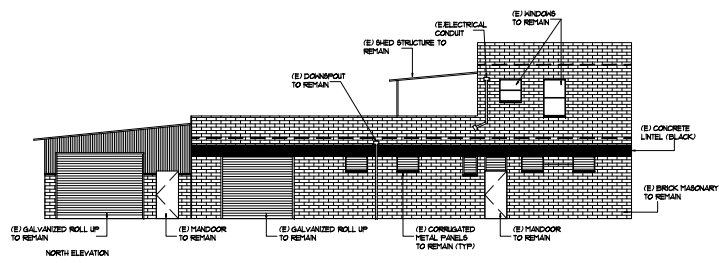 (E) WINDOWS
TO REMAIN
(E)ELECTRICAL
CONDUIT
(E) SHED STRUCTURE TO
REMAIN
(E) DOWNSPOUT
TO REMAIN
(E) CONCRETE
LINTEL (BLACK)
(E) BRICK MASONARY
TO REMAIN
(E) GALVANIZED ROLL UP
TO REMAIN
(E) MANDOOR
TO REMAIN
(E) GALVANIZED ROLL UP
TO REMAIN
(E) CORRUGATED
METAL PANELS
TO REMAIN (TYP)
(E) MANDOOR
TO REMAIN
NORTH ELEVATION